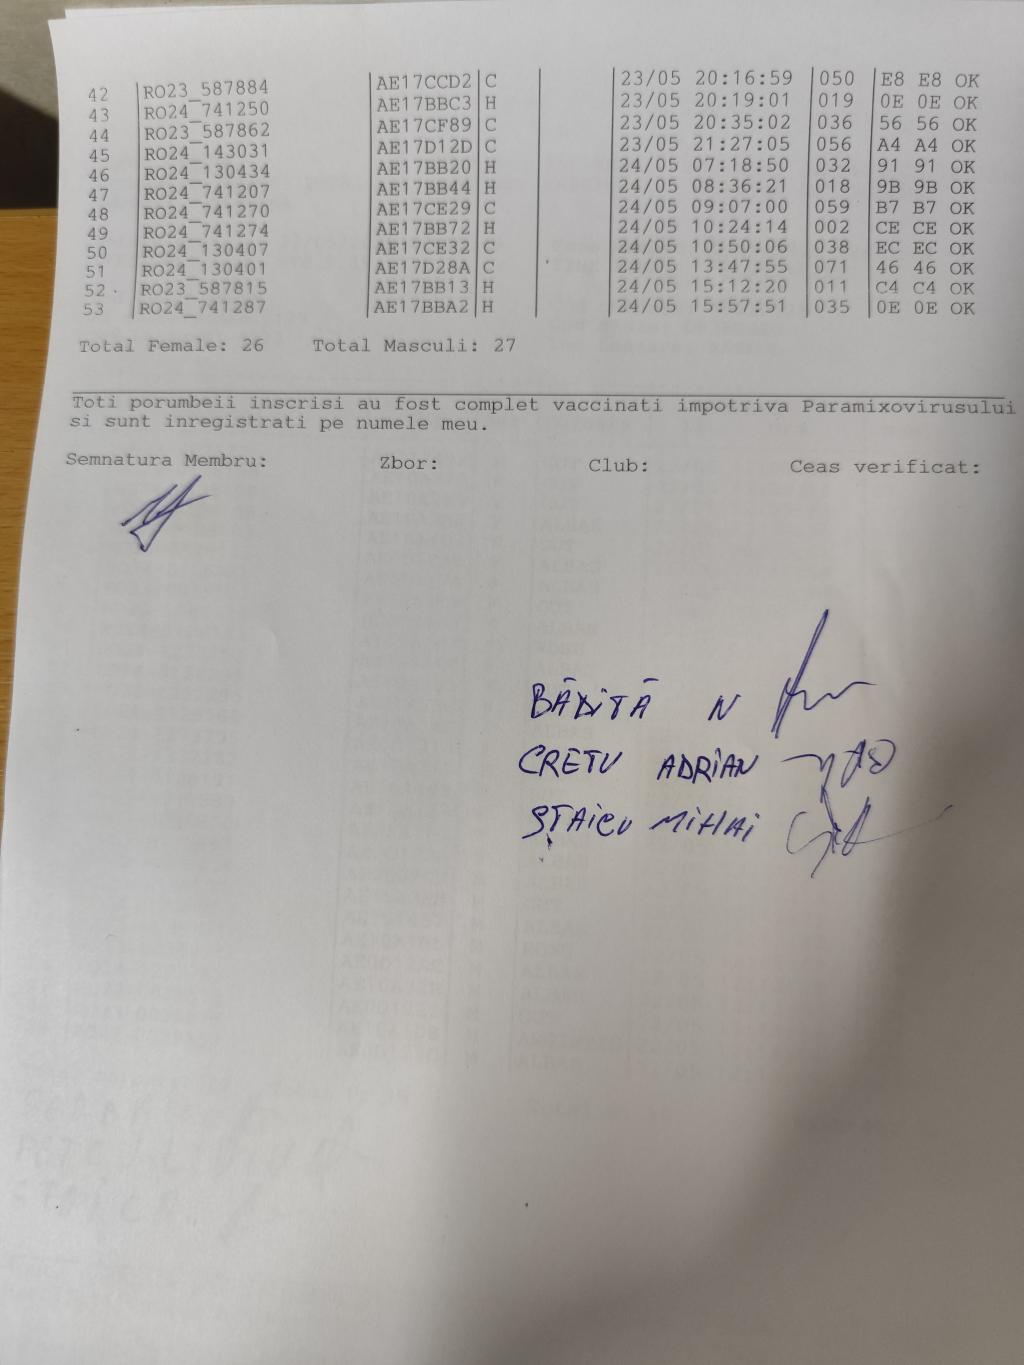 42 RO23_587884 AE17CCD2 C 23/05 20:16:59 050 E8 E8 OK
43 RO24_741250 AE17BBC3 H 23/05 20:19:01 019 0E 0E OK
44 RO23_587862 AE17CF89 C 23/05 20:35:02 036 56 56 OK
45 RO24_143031 AE17D12D C 23/05 21:27:05 056 A4 A4 OK
46 RO24_130434 AE17BB20 H 24/05 07:18:50 032 91 91 OK
47 RO24_741207 AE17BB44 H 24/05 08:36:21 018 9B 9B OK
48 RO24_741270 AE17CE29 C 24/05 09:07:00 059 B7 B7 OK
49 RO24_741274 AE17BB72 H 24/05 10:24:14 002 CE CE OK
50 RO24_130407 AE17CE32 C 24/05 10:50:06 038 EC EC OK
51 RO24_130401 AE17D28A C 24/05 13:47:55 071 46 46 OK
52 RO23_587815 AE17BB13 H 24/05 15:12:20 011 C4 C4 OK
53 RO24_741287 AE17BBA2 H 24/05 15:57:51 035 0E 0E OK
Total Female: 26 Total Masculi: 27
Toti porumbeii inscrisi au fost complet vaccinati impotriva Paramixovirusului
si sunt inregistrati pe numele meu.
Semnatura Membru: Zbor: Club: Ceas verificat:
BĂDITĂ N
CRETU ADRIAN
ȘTAICU MIHAI